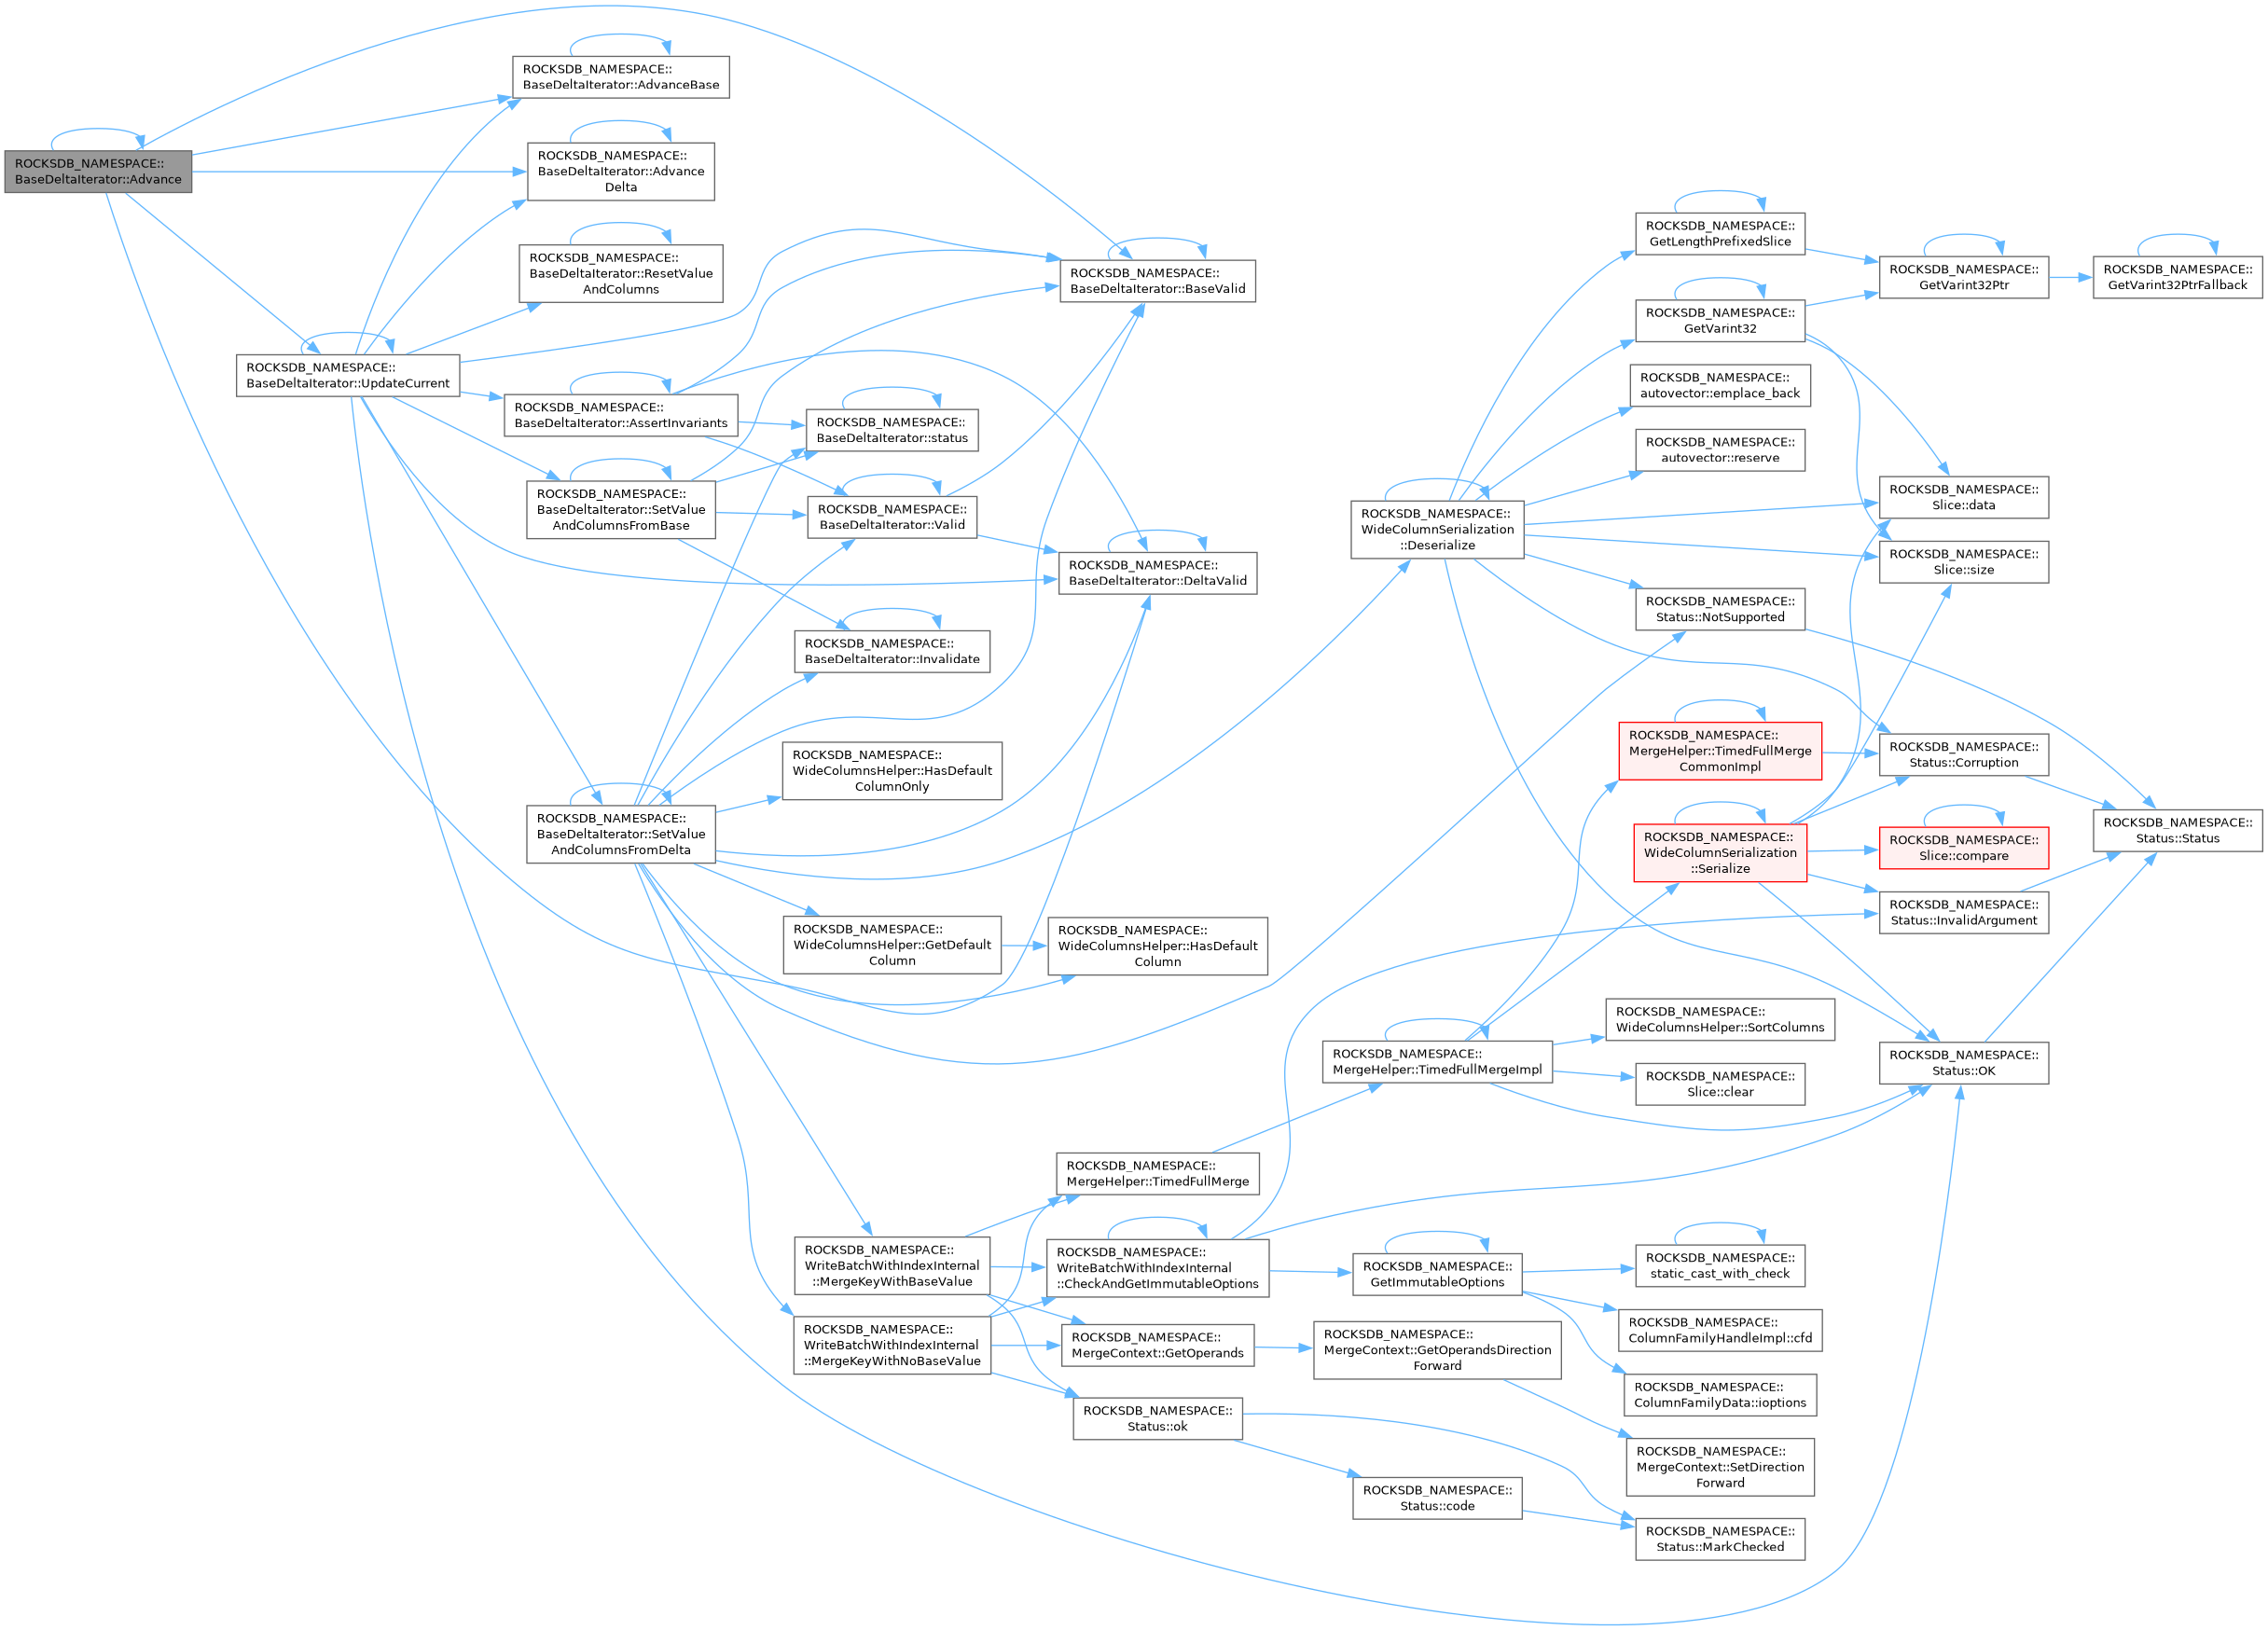 ROCKSDB_NAMESPACE::
BaseDeltaIterator::Advance
ROCKSDB_NAMESPACE::
BaseDeltaIterator::UpdateCurrent
ROCKSDB_NAMESPACE::
BaseDeltaIterator::AdvanceBase
ROCKSDB_NAMESPACE::
BaseDeltaIterator::Advance
Delta
ROCKSDB_NAMESPACE::
BaseDeltaIterator::ResetValue
AndColumns
ROCKSDB_NAMESPACE::
BaseDeltaIterator::AssertInvariants
ROCKSDB_NAMESPACE::
BaseDeltaIterator::SetValue
AndColumnsFromBase
ROCKSDB_NAMESPACE::
BaseDeltaIterator::SetValue
AndColumnsFromDelta
ROCKSDB_NAMESPACE::
BaseDeltaIterator::status
ROCKSDB_NAMESPACE::
BaseDeltaIterator::Valid
ROCKSDB_NAMESPACE::
BaseDeltaIterator::Invalidate
ROCKSDB_NAMESPACE::
WideColumnsHelper::HasDefault
ColumnOnly
ROCKSDB_NAMESPACE::
WideColumnsHelper::GetDefault
Column
ROCKSDB_NAMESPACE::
WriteBatchWithIndexInternal
::MergeKeyWithBaseValue
ROCKSDB_NAMESPACE::
WriteBatchWithIndexInternal
::MergeKeyWithNoBaseValue
ROCKSDB_NAMESPACE::
BaseDeltaIterator::BaseValid
ROCKSDB_NAMESPACE::
BaseDeltaIterator::DeltaValid
ROCKSDB_NAMESPACE::
WideColumnsHelper::HasDefault
Column
ROCKSDB_NAMESPACE::
MergeHelper::TimedFullMerge
ROCKSDB_NAMESPACE::
WriteBatchWithIndexInternal
::CheckAndGetImmutableOptions
ROCKSDB_NAMESPACE::
MergeContext::GetOperands
ROCKSDB_NAMESPACE::
Status::ok
ROCKSDB_NAMESPACE::
WideColumnSerialization
::Deserialize
ROCKSDB_NAMESPACE::
MergeHelper::TimedFullMergeImpl
ROCKSDB_NAMESPACE::
GetImmutableOptions
ROCKSDB_NAMESPACE::
MergeContext::GetOperandsDirection
Forward
ROCKSDB_NAMESPACE::
Status::code
ROCKSDB_NAMESPACE::
GetLengthPrefixedSlice
ROCKSDB_NAMESPACE::
GetVarint32
ROCKSDB_NAMESPACE::
autovector::emplace_back
ROCKSDB_NAMESPACE::
autovector::reserve
ROCKSDB_NAMESPACE::
Status::NotSupported
ROCKSDB_NAMESPACE::
MergeHelper::TimedFullMerge
CommonImpl
ROCKSDB_NAMESPACE::
WideColumnSerialization
::Serialize
ROCKSDB_NAMESPACE::
WideColumnsHelper::SortColumns
ROCKSDB_NAMESPACE::
Slice::clear
ROCKSDB_NAMESPACE::
static_cast_with_check
ROCKSDB_NAMESPACE::
ColumnFamilyHandleImpl::cfd
ROCKSDB_NAMESPACE::
ColumnFamilyData::ioptions
ROCKSDB_NAMESPACE::
MergeContext::SetDirection
Forward
ROCKSDB_NAMESPACE::
Status::MarkChecked
ROCKSDB_NAMESPACE::
GetVarint32Ptr
ROCKSDB_NAMESPACE::
Slice::data
ROCKSDB_NAMESPACE::
Slice::size
ROCKSDB_NAMESPACE::
Status::Corruption
ROCKSDB_NAMESPACE::
Slice::compare
ROCKSDB_NAMESPACE::
Status::InvalidArgument
ROCKSDB_NAMESPACE::
Status::OK
ROCKSDB_NAMESPACE::
GetVarint32PtrFallback
ROCKSDB_NAMESPACE::
Status::Status